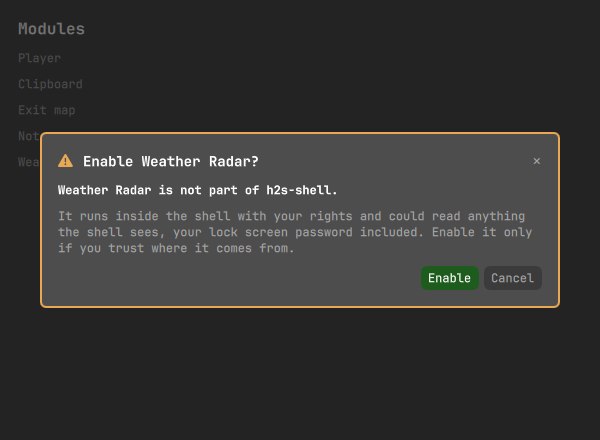 Modules
Player
Clipboard
Exit map
Not
Wea
Enable Weather Radar?
×
Weather Radar is not part of h2s-shell.
It runs inside the shell with your rights and could read anything
the shell sees, your lock screen password included. Enable it only
if you trust where it comes from.
Enable
Cancel